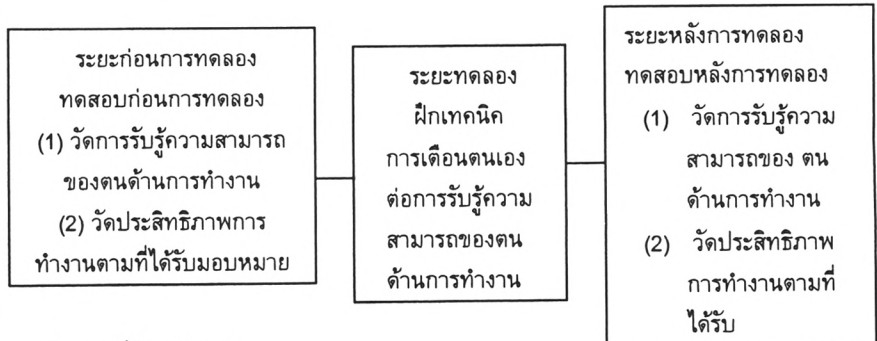 ระยะก่อนการทดลอง
ทดสอบก่อนการทดลอง
(1) วัดการรับรู้ความสามารถ
ของตนด้านการทำงาน
(2) วัดประสิทธิภาพการ
ทำงานตามที่ได้รับมอบหมาย
ระยะทดลอง
ฝึกเทคนิค
การเตือนตนเอง
ต่อการรับรู้ความ
สามารถของตน
ด้านการทำงาน
ระยะหลังการทดลอง
ทดสอบหลังการทดลอง
(1) วัดการรับรู้ความ
สามารถของ ตน
ด้านการทำงาน
(2) วัดประสิทธิภาพ
การทำงานตามที่
ได้รับ